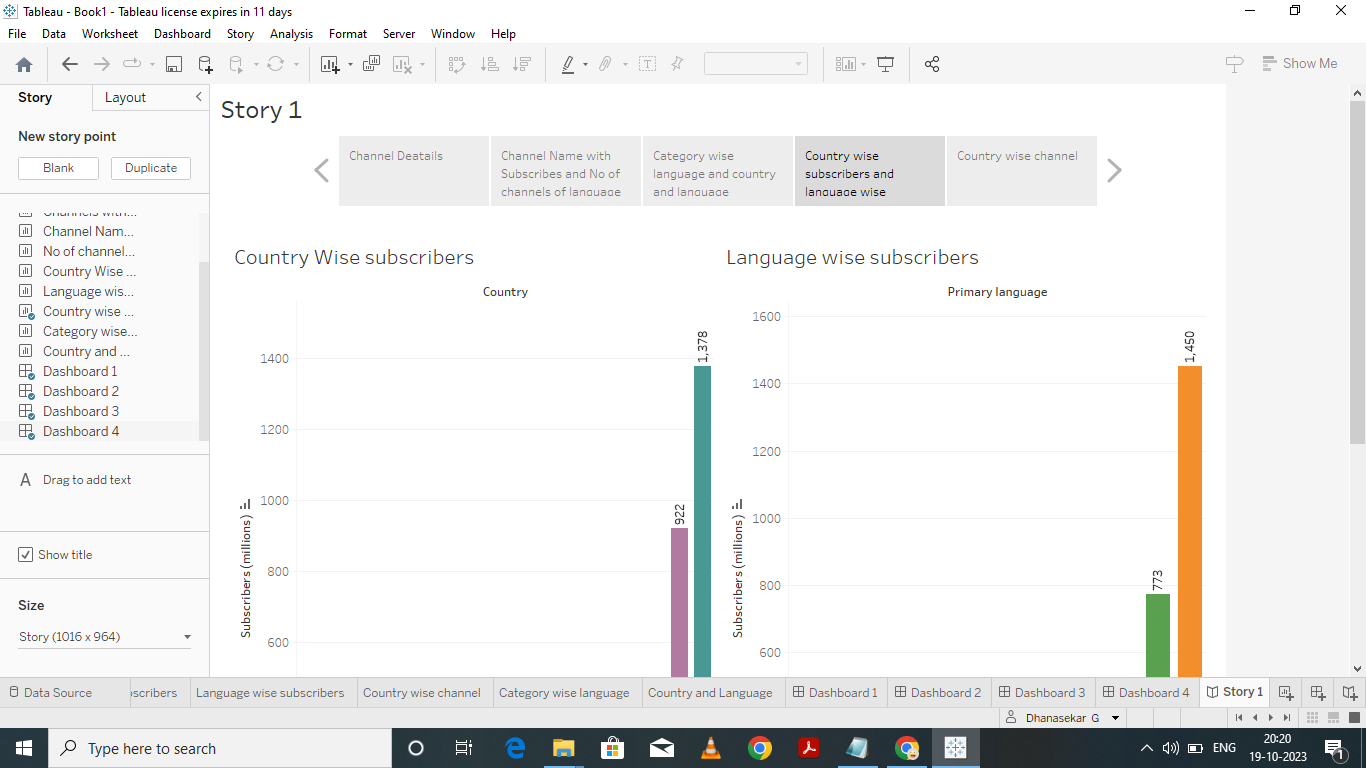 Tableau - Book1 - Tableau license expires in 11 days
File Data Worksheet Dashboard Story Analysis Format Server Window Help
Show Me
Story Layout
New story point
Blank Duplicate
Channels with...
Channel Nam...
No of channel...
Country Wise ...
Language wis...
Country wise ...
Category wise...
Country and ...
Dashboard 1
Dashboard 2
Dashboard 3
Dashboard 4
A Drag to add text
Show title
Size
Story (1016 x 964)
Story 1
Channel Deatails
Channel Name with
Subscribes and No of
channels of language
Category wise
language and country
and language
Country wise
subscribers and
language wise
Country wise channel
Country Wise subscribers
Country
Subscribers (millions)
1400
1200
1000
800
600
922
1,378
Language wise subscribers
Primary language
Subscribers (millions)
1600
1400
1200
1000
800
600
773
1,450
Data Source scribers Language wise subscribers Country wise channel Category wise language Country and Language Dashboard 1 Dashboard 2 Dashboard 3 Dashboard 4 Story 1
Dhanasekar G
Type here to search
ENG
20:20
19-10-2023
1